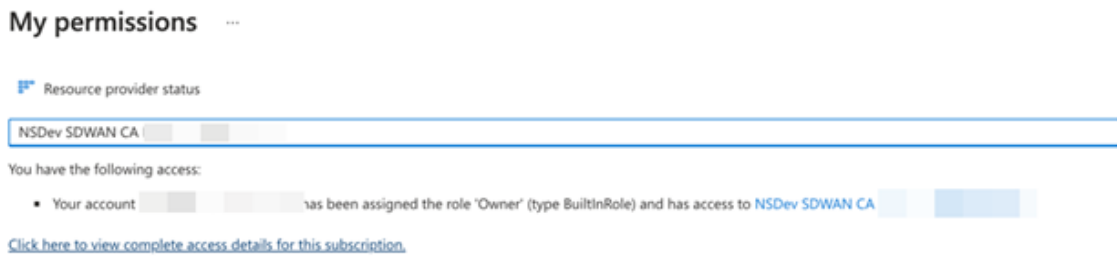 My permissions ...
Resource provider status
NSDev SDWAN CA
You have the following access:
▪ Your account has been assigned the role 'Owner' (type BuiltInRole) and has access to NSDev SDWAN CA
Click here to view complete access details for this subscription.